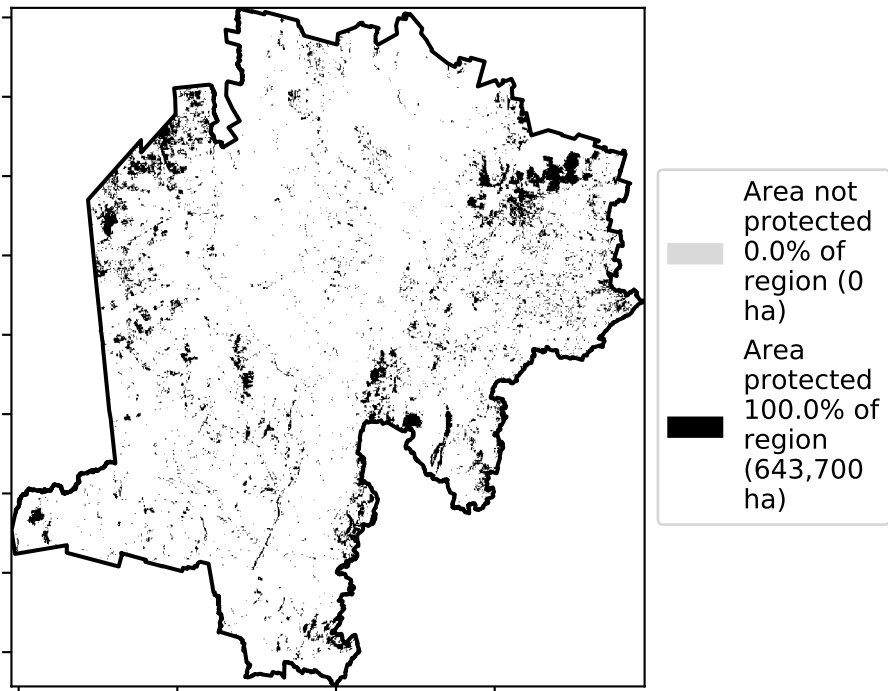 Area not
protected
0.0% of
region (0
ha)
Area
protected
100.0% of
region
(643,700
ha)